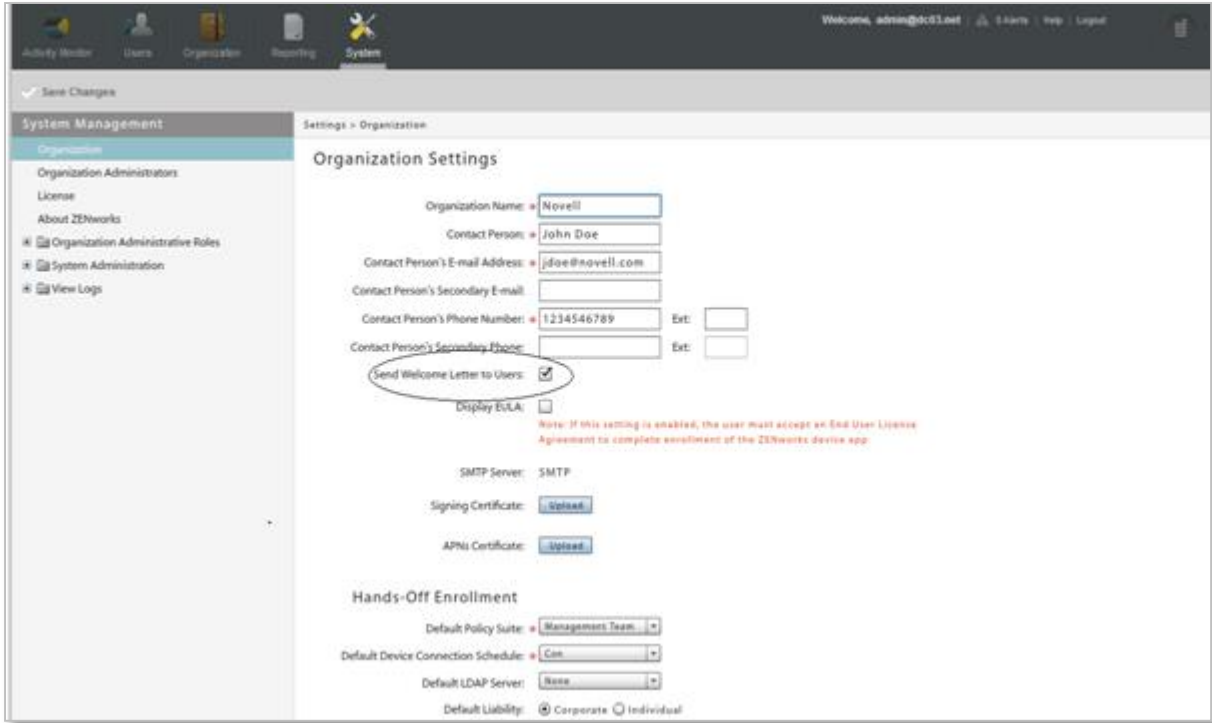 Welcome, admin@dc03.net | Alerts | Help | Logout
Activity Monitor Users Organization Reporting System
Save Changes
System Management
Settings > Organization
Organization
Organization Settings
Organization Administrators
License
Organization Name: * Novell
About ZENworks
Contact Person: * John Doe
Organization Administrative Roles
Contact Person's E-mail Address: * jdoe@novell.com
System Administration
Contact Person's Secondary E-mail:
View Logs
Contact Person's Phone Number: * 1234546789 Ext:
Contact Person's Secondary Phone: Ext:
Send Welcome Letter to Users:
Display EULA:
Note: If this setting is enabled, the user must accept an End User License
Agreement to complete enrollment of the ZENworks device app
SMTP Server: SMTP
Signing Certificate: Upload
APNs Certificate: Upload
Hands-Off Enrollment
Default Policy Suite: * Management Team
Default Device Connection Schedule: * Con
Default LDAP Server: None
Default Liability: Corporate Individual